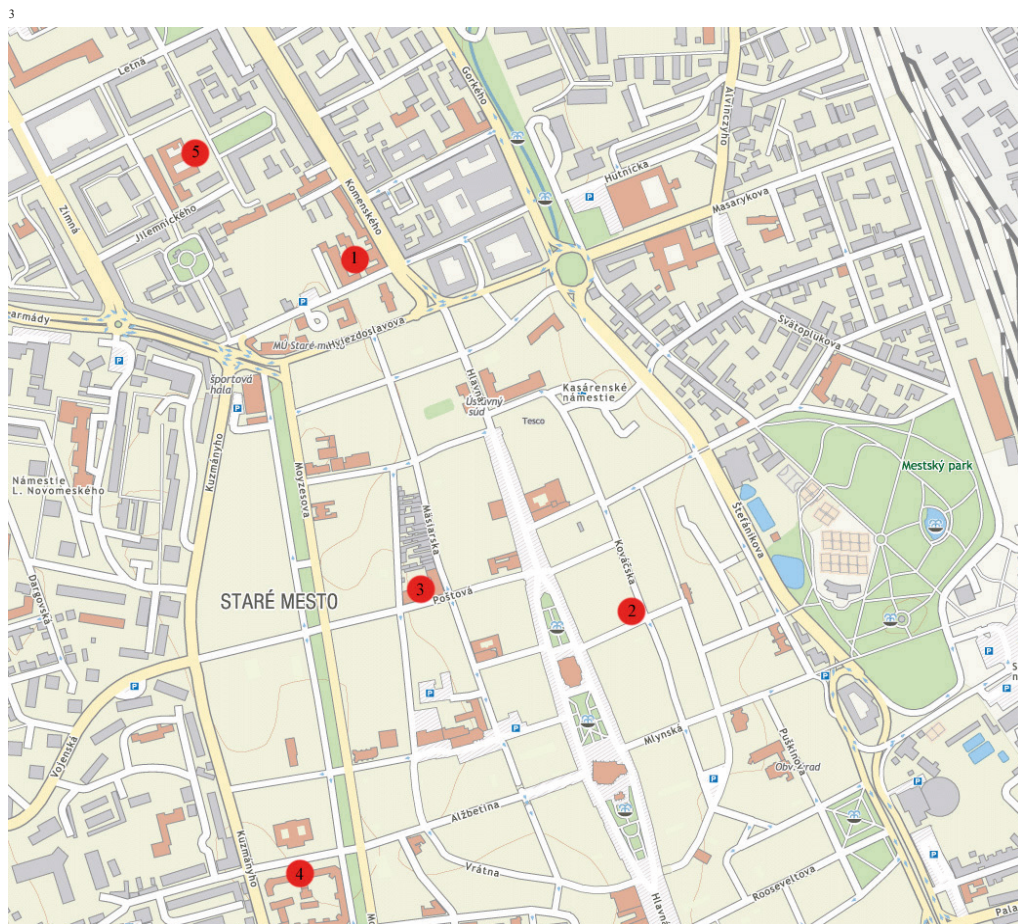 3
Letná
Gorkého
Alvinczyho
5
Hutnícka
P
Komenského
Masarykova
Zimná
Jilemnického
1
P
armády
Hviezdoslavova
MÚ Staré mesto
Svätoplukova
P
Športová
hala
P
Hlavná
Ústavný
súd
Kasárenské
námestie
Tesco
Kuzmányho
Moyzesova
Námestie
L. Novomeského
Mestský park
Mäsiarska
Štefánikova
Kováčska
Dargovská
3
Poštová
STARÉ MESTO
2
P
P
P
P
P
P
Mlynská
Vojenská
Puškinova
P
Alžbetina
Kuzmányho
4
Vrátna
Rooseveltova
Hlavná